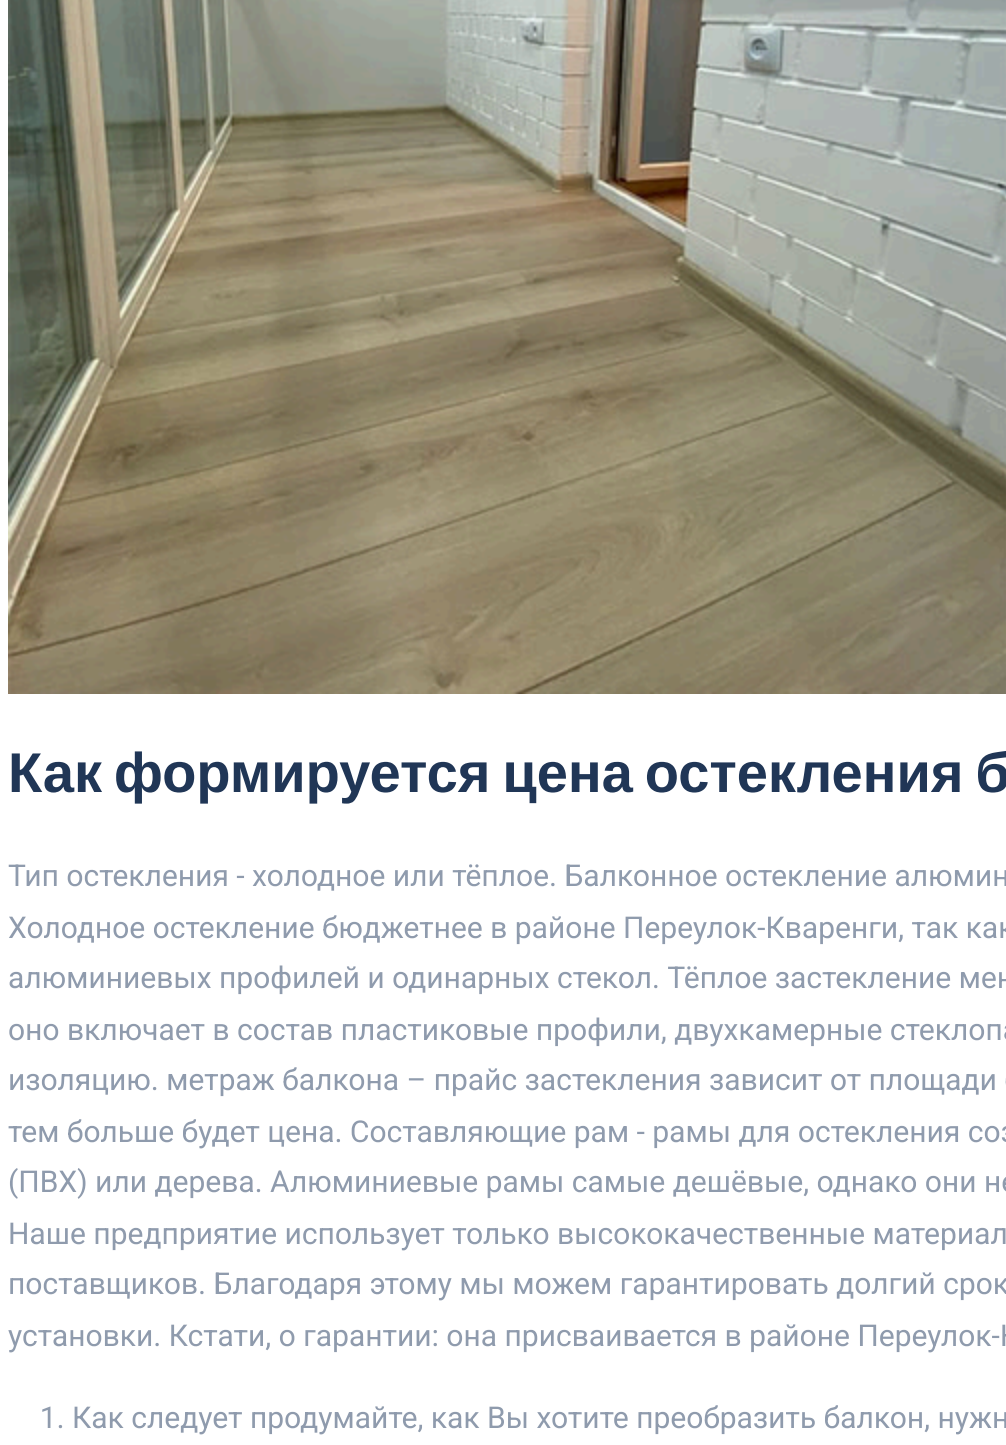 Как формируется цена остекления
Тип остекления - холодное или тёплое. Балконное остекление
Холодное остекление бюджетнее в районе Переулок-Кваренги, так как
алюминиевых профилей и одинарных стекол. Тёплое застекление
оно включает в состав пластиковые профили, двухкамерные
изоляцию. метраж балкона – прайс застекления зависит от площади
тем больше будет цена. Составляющие рам - рамы для остекления
(ПВХ) или дерева. Алюминиевые рамы самые дешёвые, однако они
Наше предприятие использует только высококачественные
поставщиков. Благодаря этому мы можем гарантировать долгий срок
установки. Кстати, о гарантии: она присваивается в районе
1. Как следует продумайте, как Вы хотите преобразить балкон,